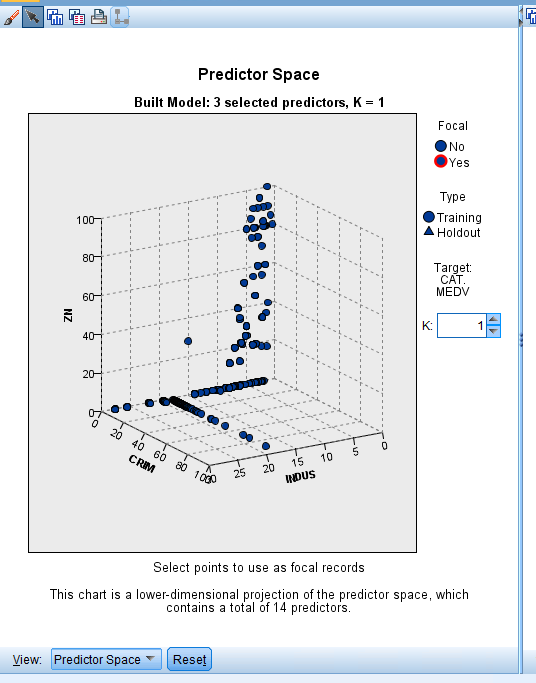 Predictor Space
Built Model: 3 selected predictors, K = 1
Focal
No
Yes
Type
Training
Holdout
Target:
CAT.
MEDV
K: 1
100
80
60
40
20
0
ZN
0
20
40
60
80
100
CRIM
30
25
20
15
10
5
0
INDUS
Select points to use as focal records
This chart is a lower-dimensional projection of the predictor space, which
contains a total of 14 predictors.
View: Predictor Space Reset